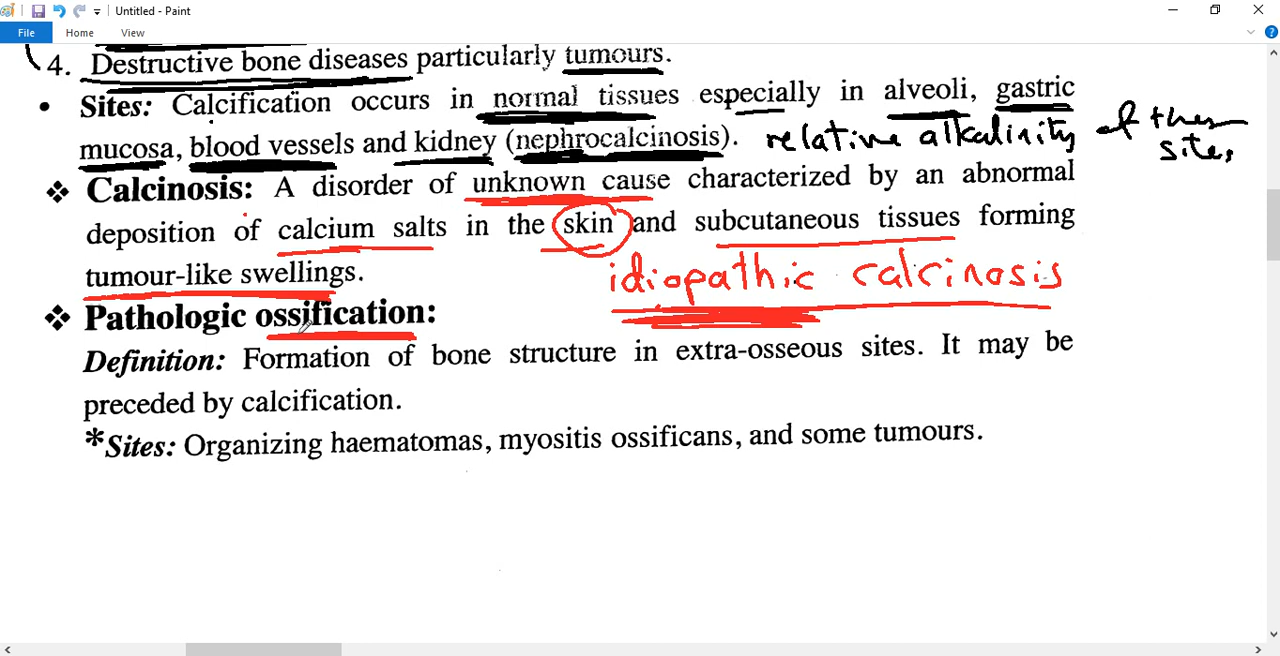 Untitled - Paint
File Home View
4. Destructive bone diseases particularly tumours.
• Sites: Calcification occurs in normal tissues especially in alveoli, gastric
mucosa, blood vessels and kidney (nephrocalcinosis). relative alkalinity of these
sites
❖ Calcinosis: A disorder of unknown cause characterized by an abnormal
deposition of calcium salts in the skin and subcutaneous tissues forming
tumour-like swellings.
idiopathic calcinosis
❖ Pathologic ossification:
Definition: Formation of bone structure in extra-osseous sites. It may be
preceded by calcification.
*Sites: Organizing haematomas, myositis ossificans, and some tumours.